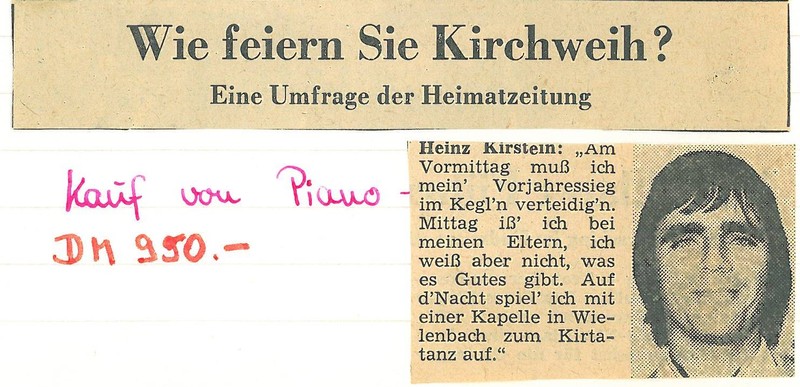 Wie feiern Sie Kirchweih?
Eine Umfrage der Heimatzeitung
Kauf von Piano -
DM 950.-
Heinz Kirstein: „Am
Vormittag muß ich
mein' Vorjahressieg
im Kegl'n verteidig'n.
Mittag iß' ich bei
meinen Eltern, ich
weiß aber nicht, was
es Gutes gibt. Auf
d'Nacht spiel' ich mit
einer Kapelle in Wie-
lenbach zum Kirta-
tanz auf.“